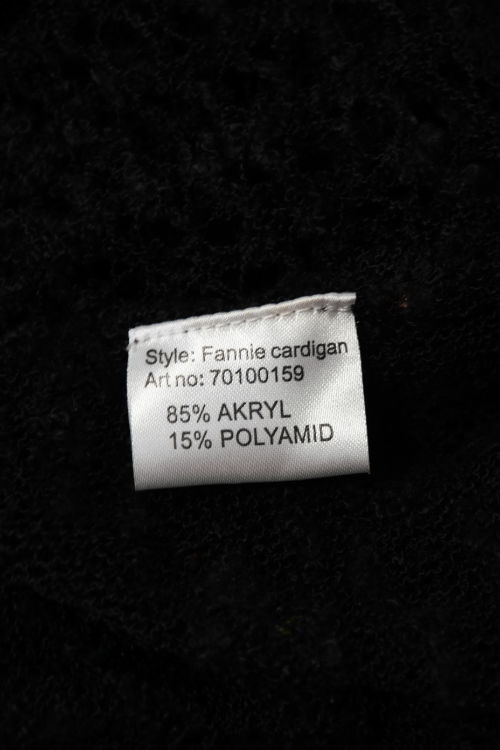 Style: Fannie cardigan
Art no: 70100159
85% AKRYL
15% POLYAMID